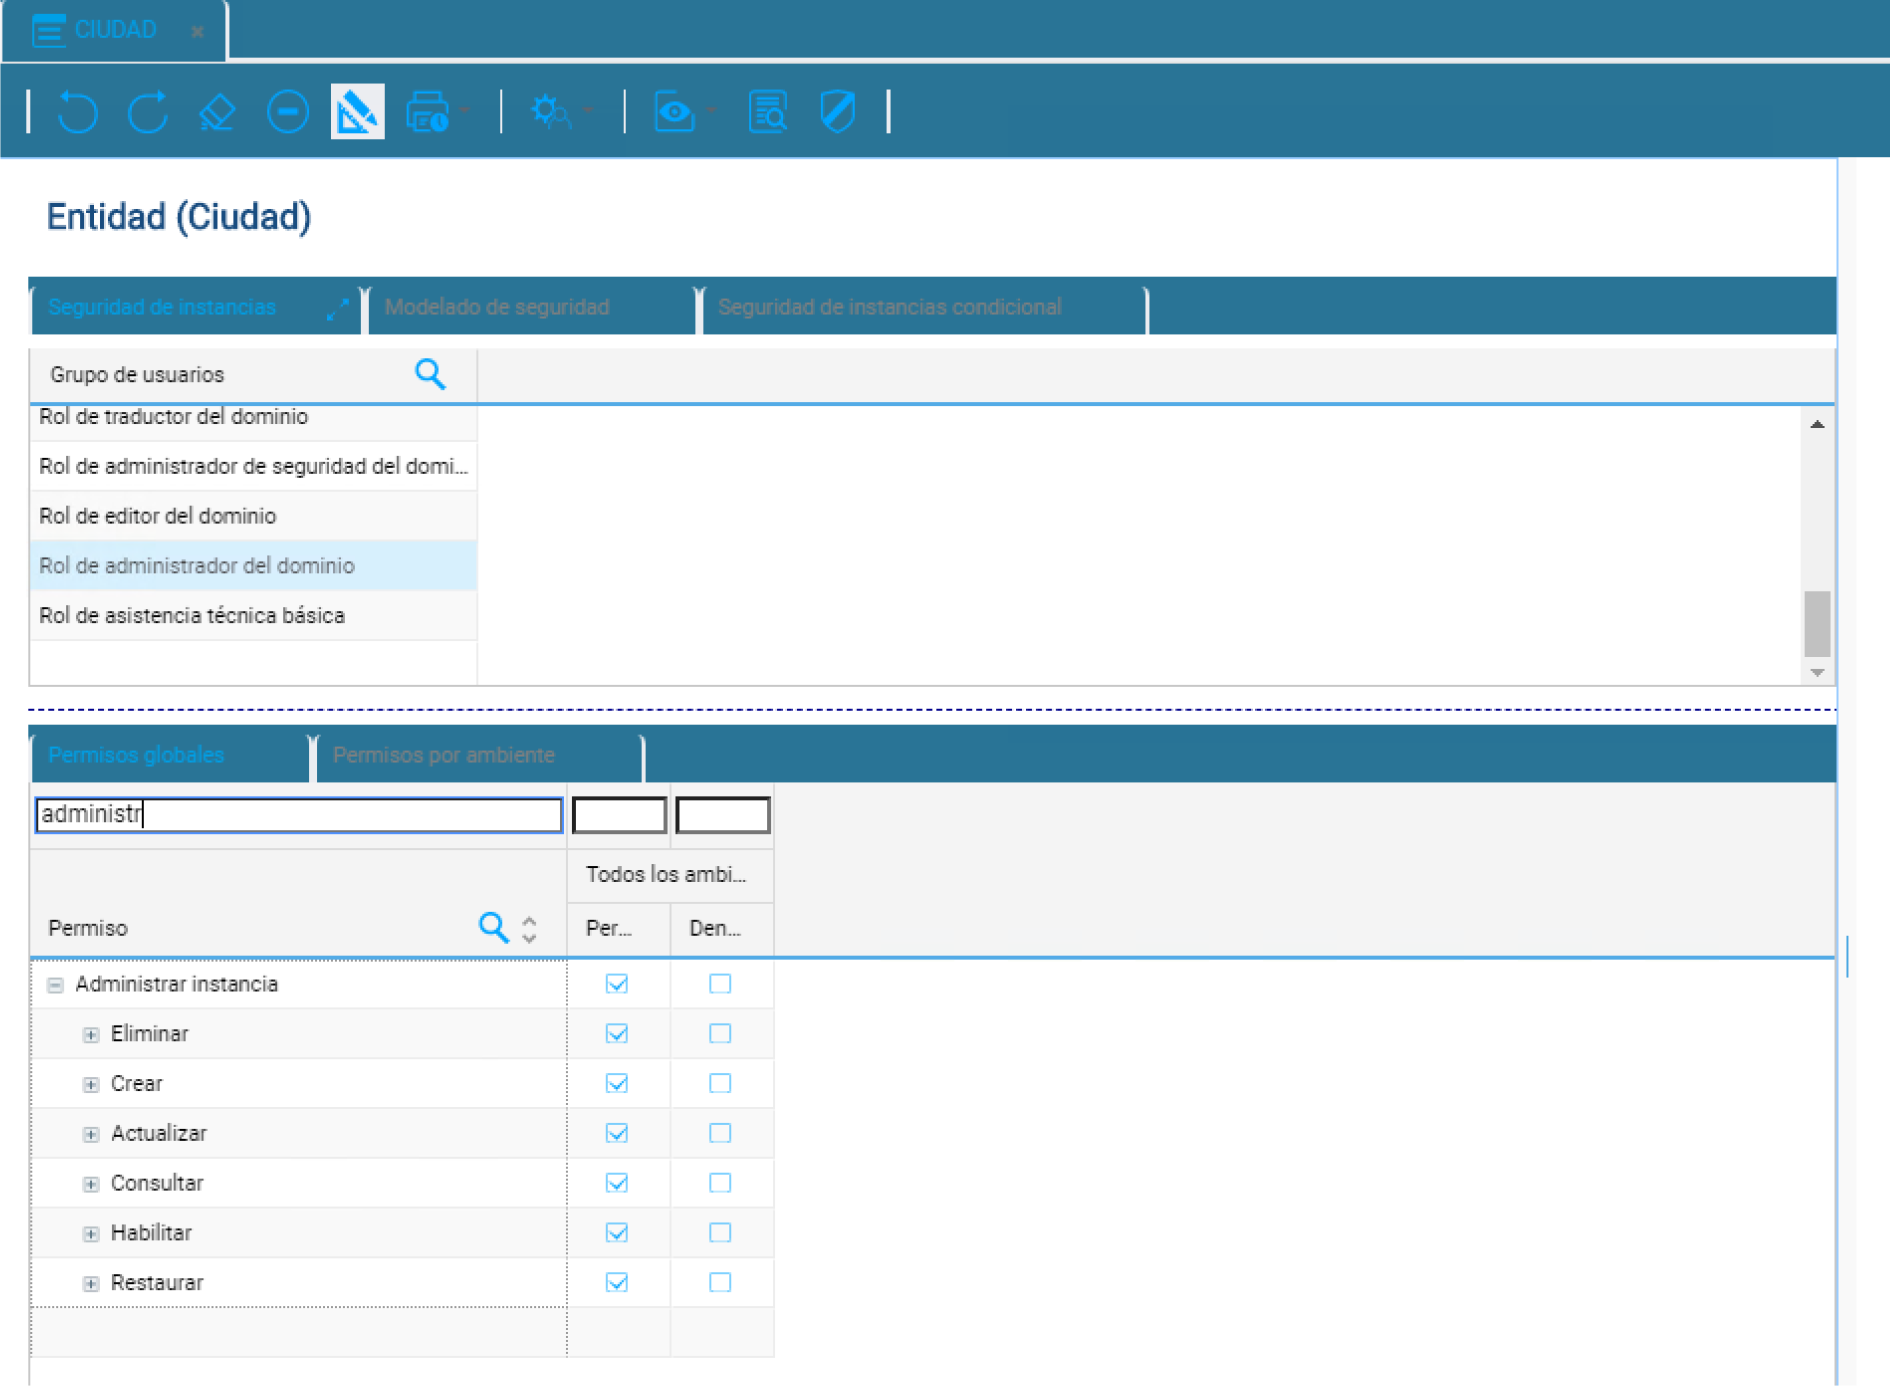 CIUDAD
Entidad (Ciudad)
Seguridad de instancias
Modelado de seguridad
Seguridad de instancias condicional
Grupo de usuarios
Rol de traductor del dominio
Rol de administrador de seguridad del domi...
Rol de editor del dominio
Rol de administrador del dominio
Rol de asistencia técnica básica
Permisos globales
Permisos por ambiente
administr
Todos los ambi...
Permiso
Per...
Den...
Administrar instancia
Eliminar
Crear
Actualizar
Consultar
Habilitar
Restaurar